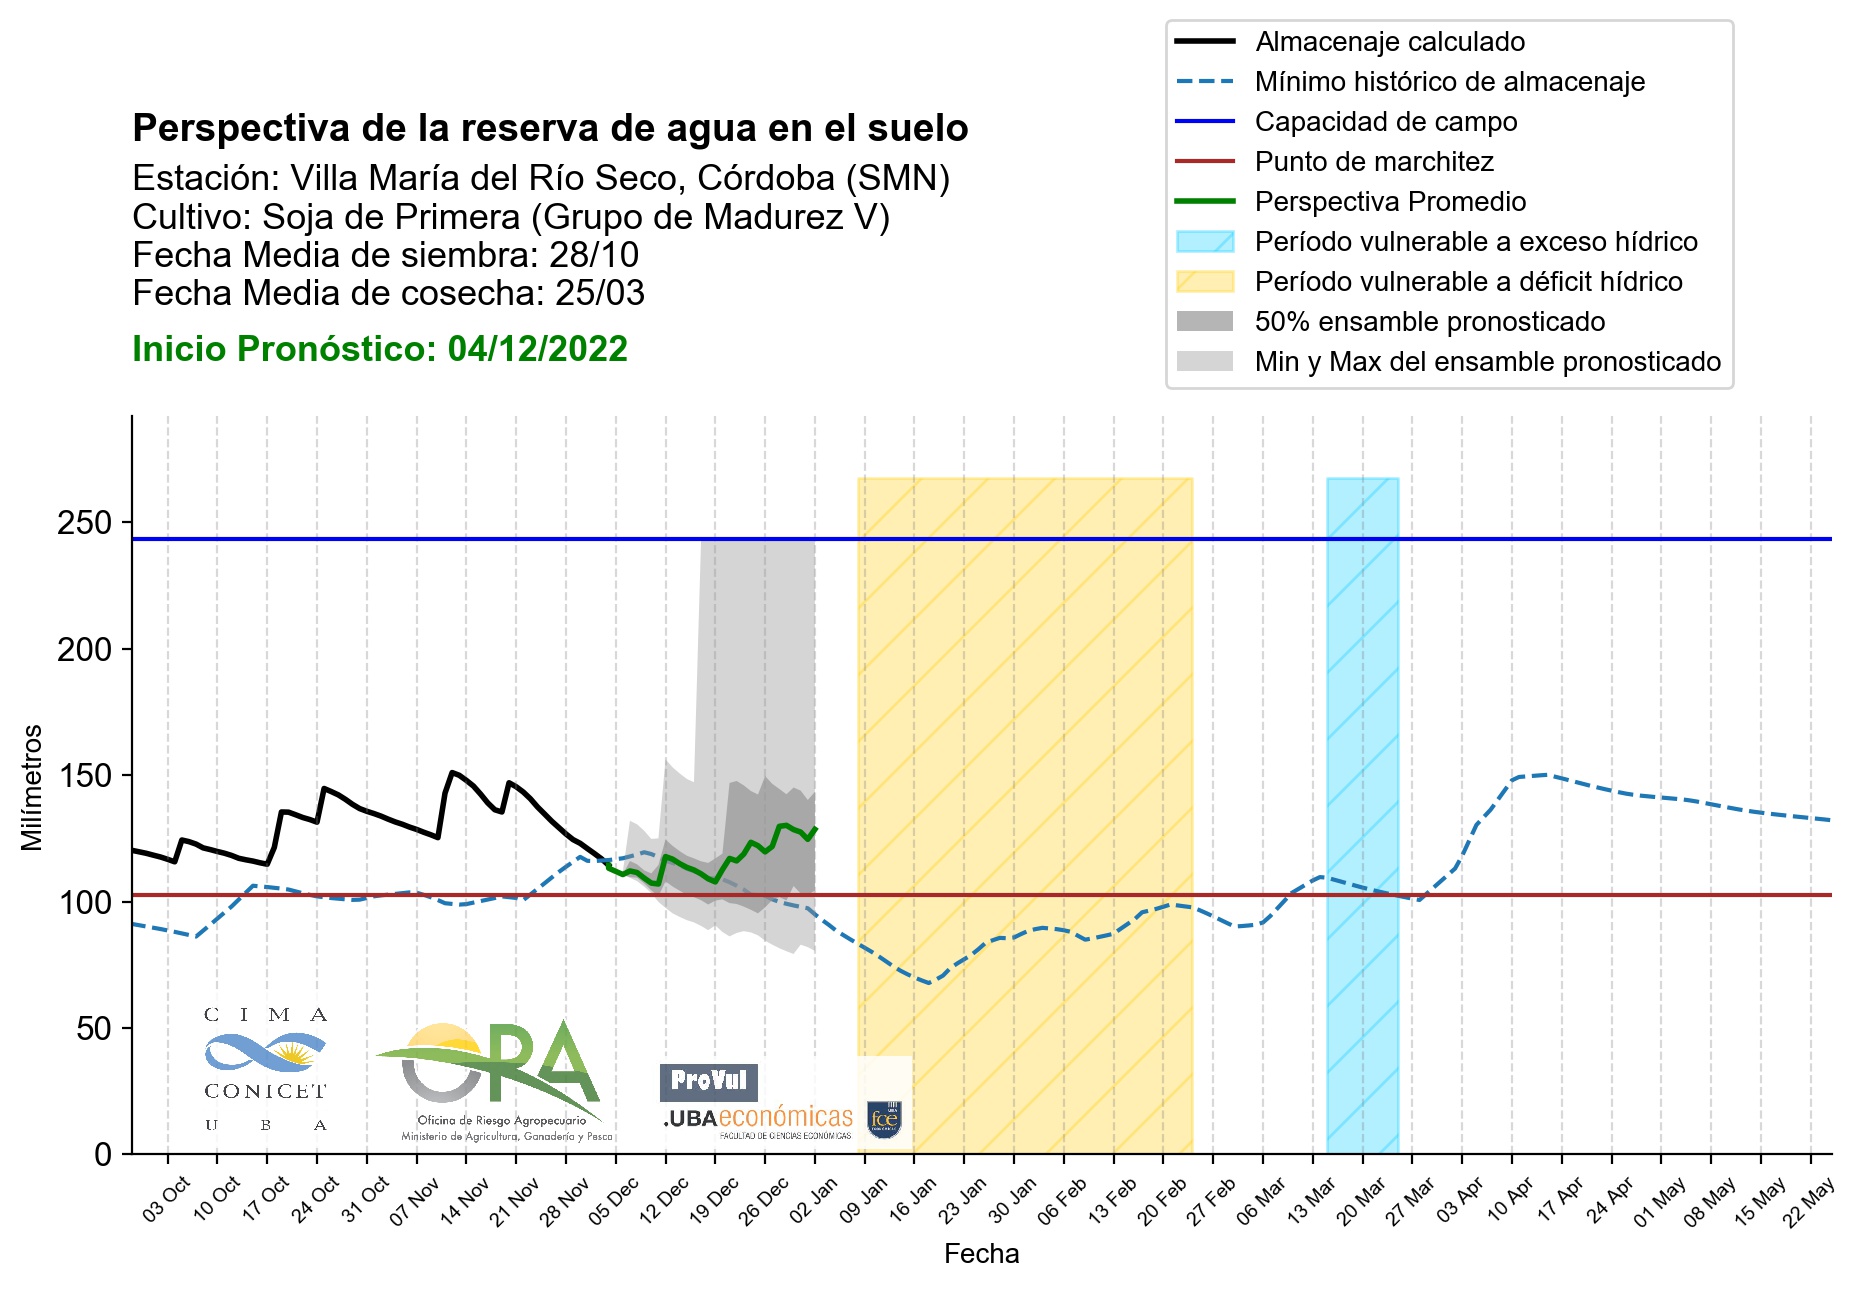 Almacenaje calculado
Mínimo histórico de almacenaje
Capacidad de campo
Punto de marchitez
Perspectiva Promedio
Período vulnerable a exceso hídrico
Período vulnerable a déficit hídrico
50% ensamble pronosticado
Min y Max del ensamble pronosticado
Perspectiva de la reserva de agua en el suelo
Estación: Villa María del Río Seco, Córdoba (SMN)
Cultivo: Soja de Primera (Grupo de Madurez V)
Fecha Media de siembra: 28/10
Fecha Media de cosecha: 25/03
Inicio Pronóstico: 04/12/2022
Milímetros
250
200
150
100
50
0
CIMA
CONICET
UBA
OPA
Oficina de Riesgo Agropecuario
Ministerio de Agricultura, Ganadería y Pesca
ProVul
.UBAeconómicas
FACULTAD DE CIENCIAS ECONÓMICAS
fce
03 Oct
10 Oct
17 Oct
24 Oct
31 Oct
07 Nov
14 Nov
21 Nov
28 Nov
05 Dec
12 Dec
19 Dec
26 Dec
02 Jan
09 Jan
16 Jan
23 Jan
30 Jan
06 Feb
13 Feb
20 Feb
27 Feb
06 Mar
13 Mar
20 Mar
27 Mar
03 Apr
10 Apr
17 Apr
24 Apr
01 May
08 May
15 May
22 May
Fecha